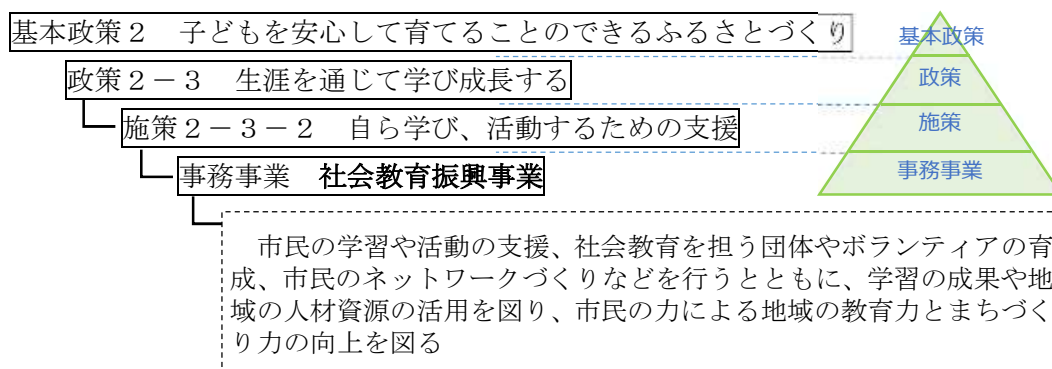 基本政策２　子どもを安心して育てることのできるふるさとづくり
基本政策
政策２－３　生涯を通じて学び成長する
政策
施策２－３－２　自ら学び、活動するための支援
施策
事務事業　社会教育振興事業
事務事業
市民の学習や活動の支援、社会教育を担う団体やボランティアの育
成、市民のネットワークづくりなどを行うとともに、学習の成果や地
域の人材資源の活用を図り、市民の力による地域の教育力とまちづく
り力の向上を図る